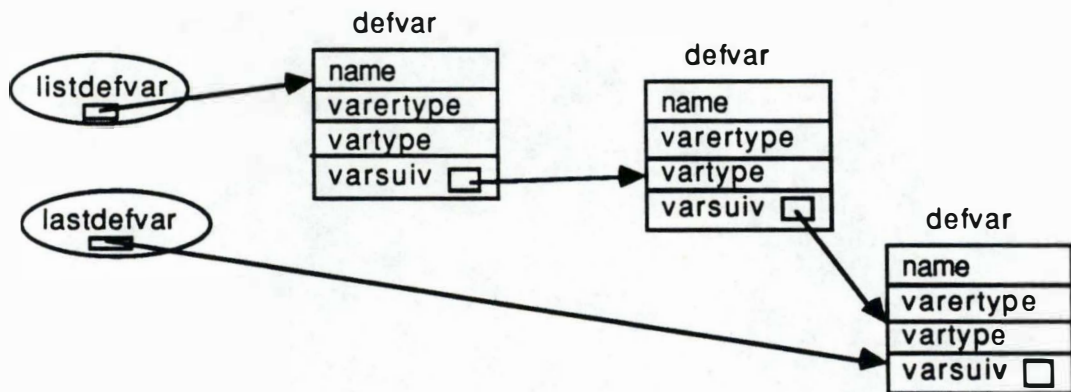 defvar
listdefvar
name
varertype
vartype
varsuiv
defvar
name
varertype
vartype
varsuiv
lastdefvar
defvar
name
varertype
vartype
varsuiv